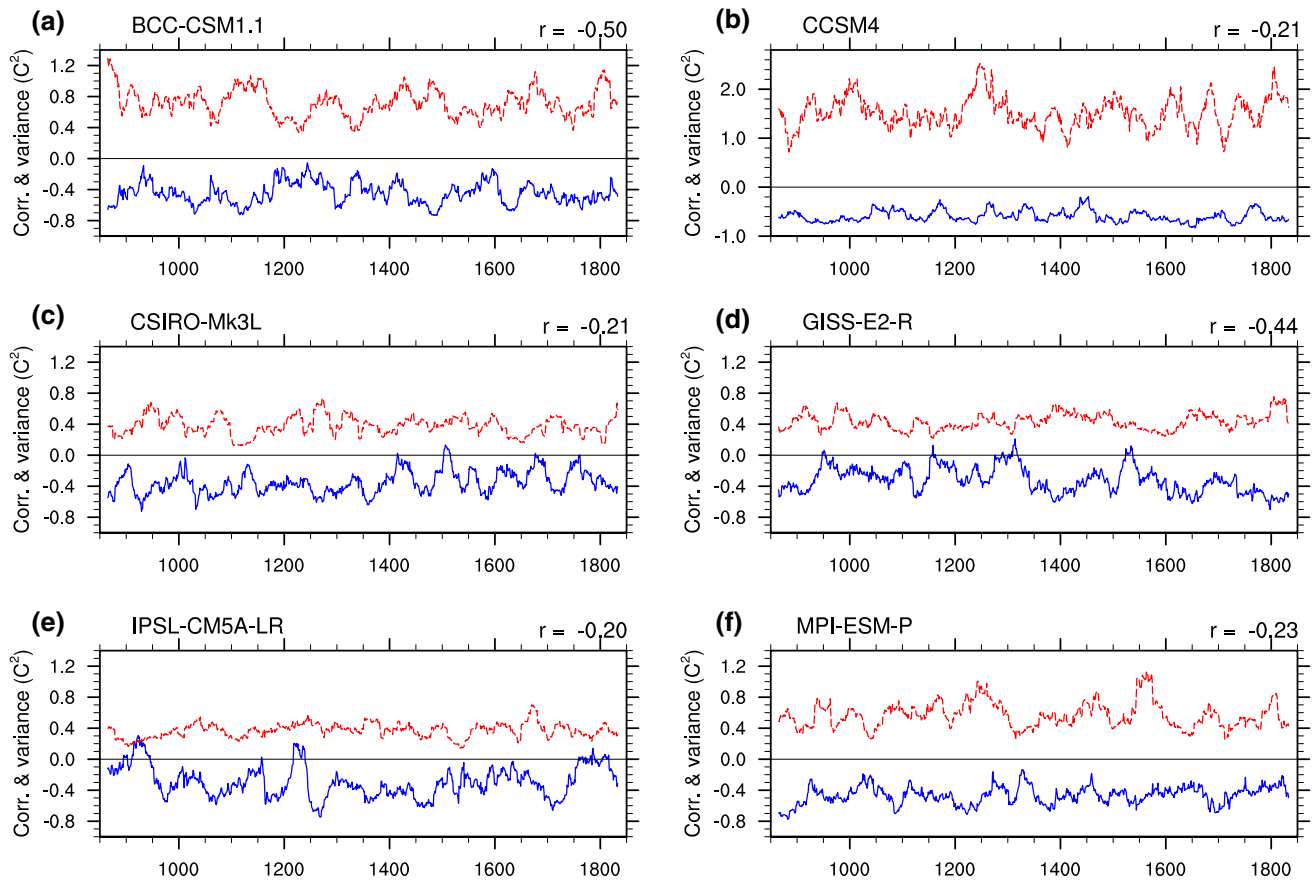 (a) BCC-CSM1.1 r = -0.50
Corr. & variance (C²)
1.2
0.8
0.4
0.0
-0.4
-0.8
1000 1200 1400 1600 1800
(b) CCSM4 r = -0.21
Corr. & variance (C²)
2.0
1.0
0.0
-1.0
1000 1200 1400 1600 1800
(c) CSIRO-Mk3L r = -0.21
Corr. & variance (C²)
1.2
0.8
0.4
0.0
-0.4
-0.8
1000 1200 1400 1600 1800
(d) GISS-E2-R r = -0.44
Corr. & variance (C²)
1.2
0.8
0.4
0.0
-0.4
-0.8
1000 1200 1400 1600 1800
(e) IPSL-CM5A-LR r = -0.20
Corr. & variance (C²)
1.2
0.8
0.4
0.0
-0.4
-0.8
1000 1200 1400 1600 1800
(f) MPI-ESM-P r = -0.23
Corr. & variance (C²)
1.2
0.8
0.4
0.0
-0.4
-0.8
1000 1200 1400 1600 1800